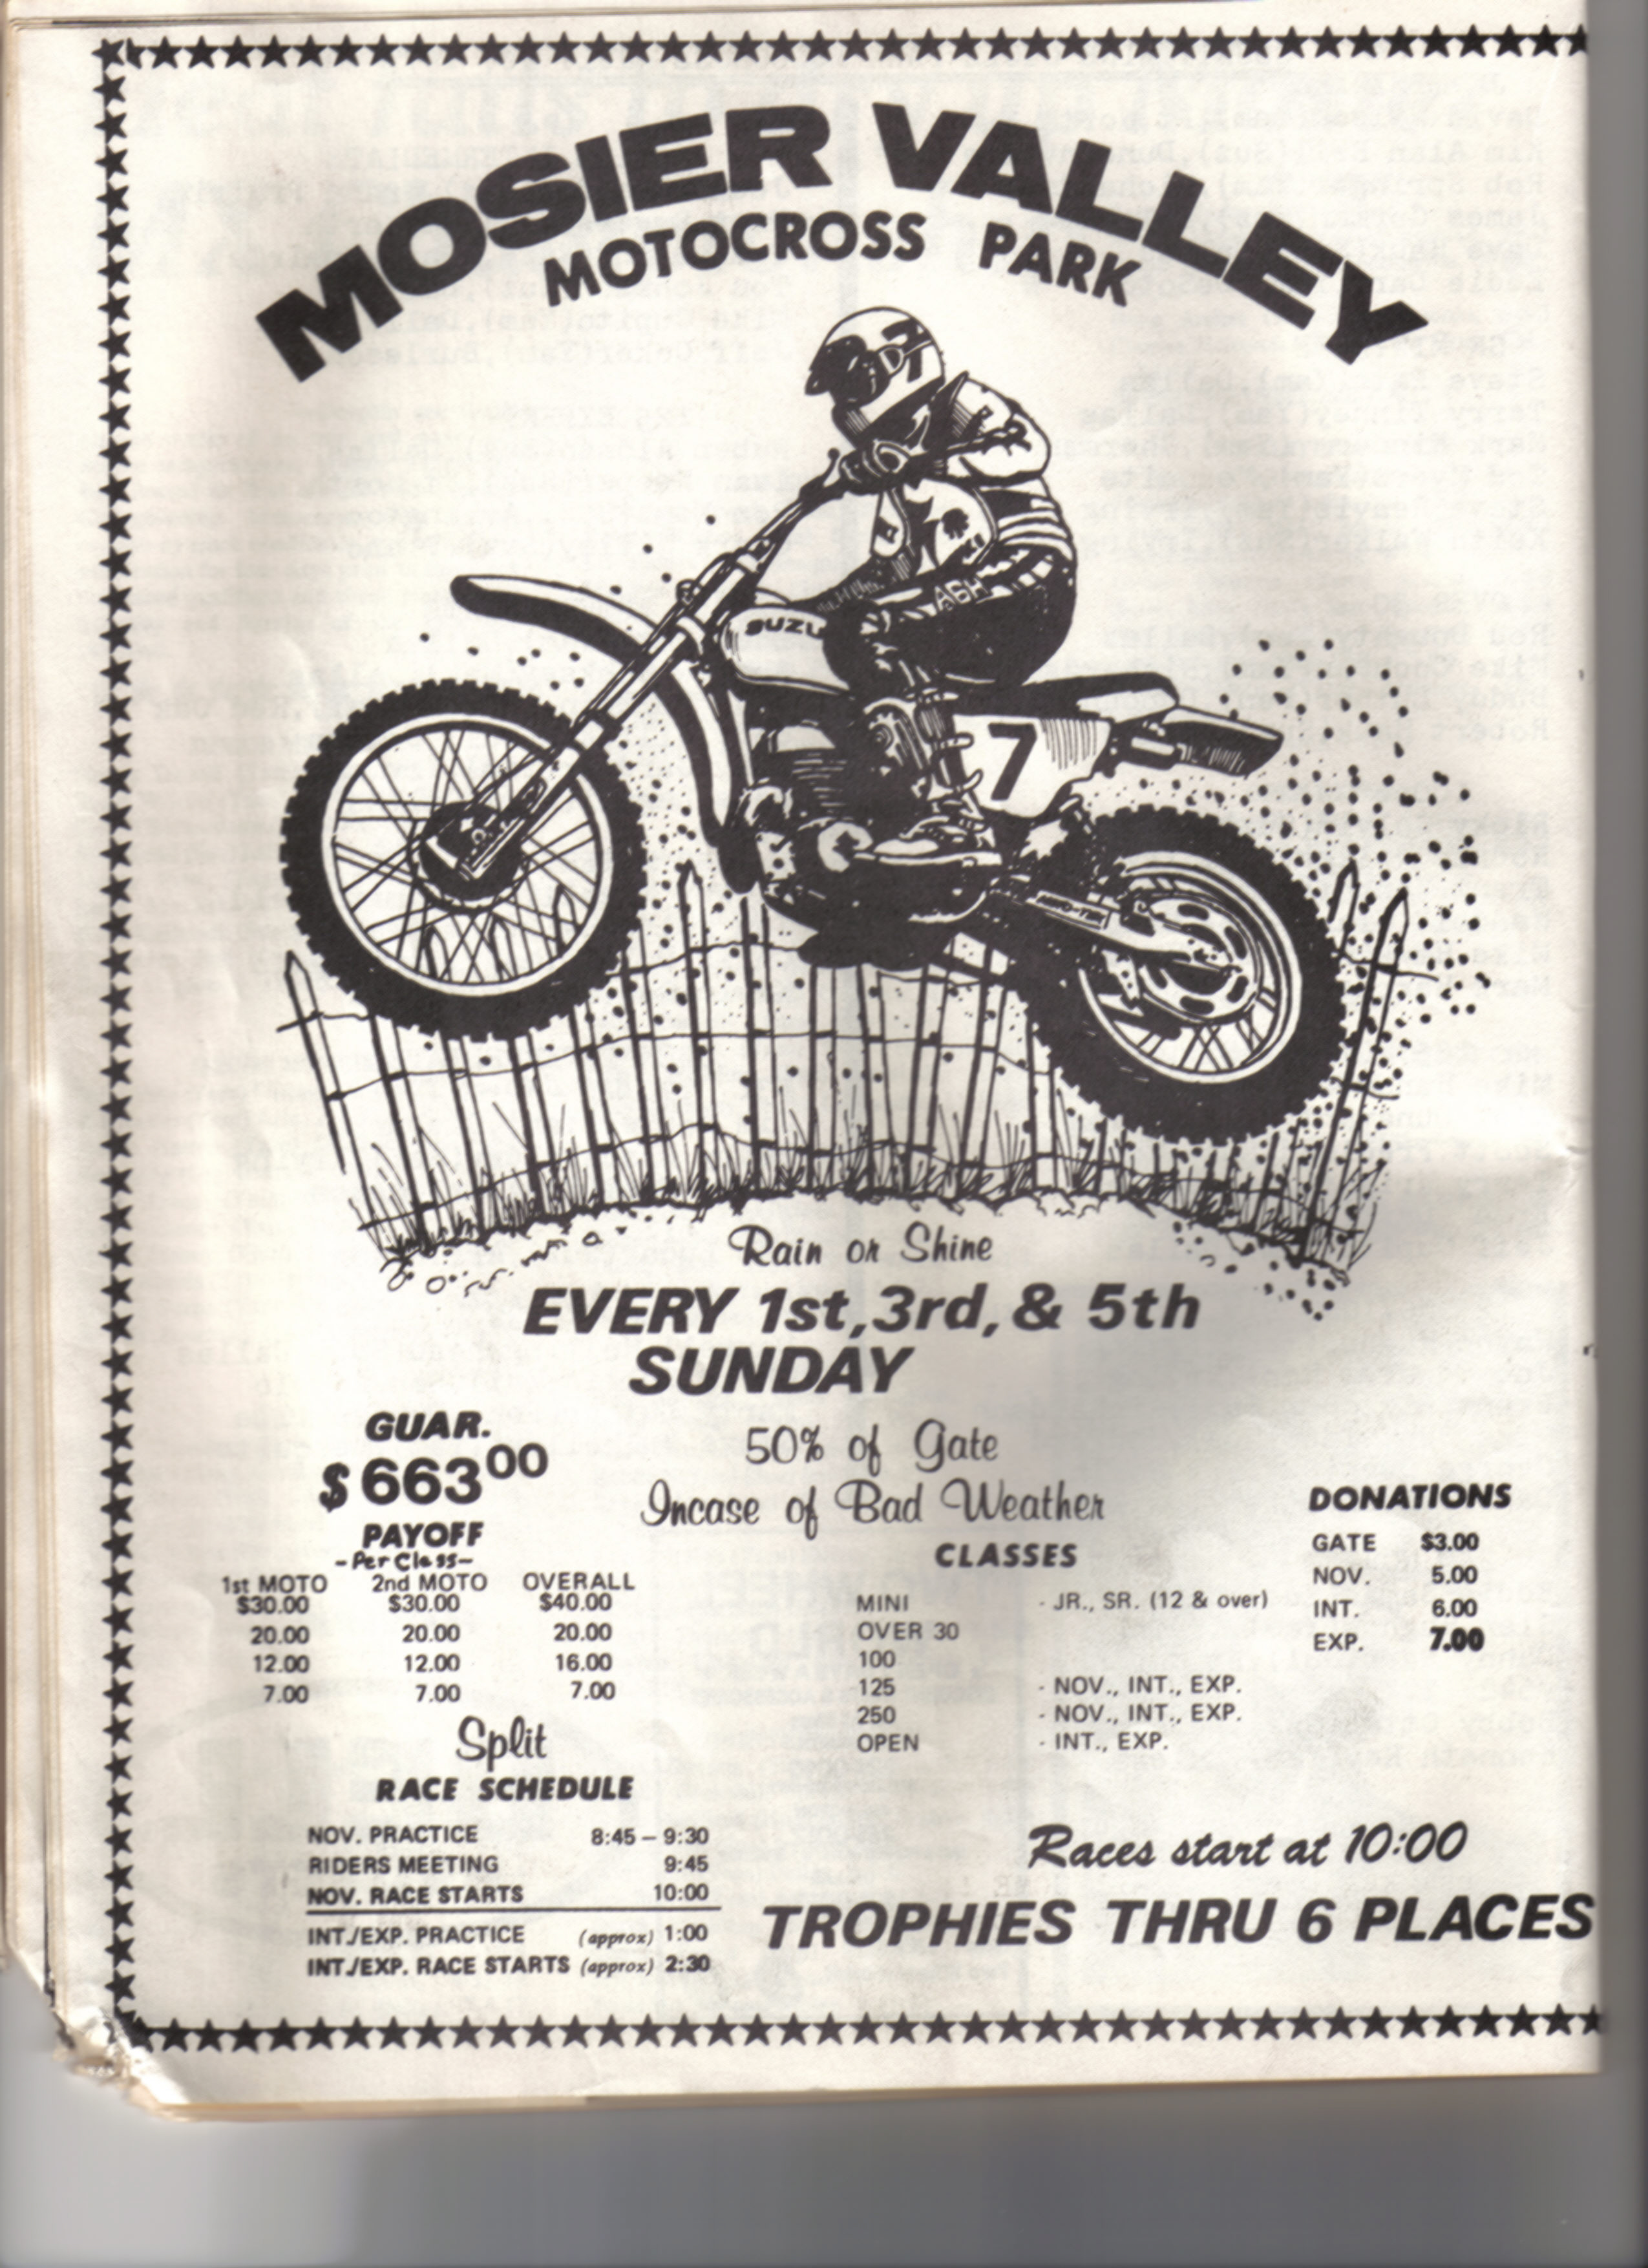 MOSIER VALLEY
MOTOCROSS PARK
7
SUZU
7
Rain or Shine
EVERY 1st, 3rd, & 5th
SUNDAY
GUAR.
$663 00
PAYOFF
-Per Class-
1st MOTO 2nd MOTO OVERALL
$30.00 $30.00 $40.00
20.00 20.00 20.00
12.00 12.00 16.00
7.00 7.00 7.00
Split
50% of Gate
Incase of Bad Weather
CLASSES
MINI - JR., SR. (12 & over)
OVER 30
100
125 - NOV., INT., EXP.
250 - NOV., INT., EXP.
OPEN - INT., EXP.
DONATIONS
GATE $3.00
NOV. 5.00
INT. 6.00
EXP. 7.00
RACE SCHEDULE
NOV. PRACTICE 8:45 – 9:30
RIDERS MEETING 9:45
NOV. RACE STARTS 10:00
INT./EXP. PRACTICE (approx) 1:00
INT./EXP. RACE STARTS (approx) 2:30
Races start at 10:00
TROPHIES THRU 6 PLACES